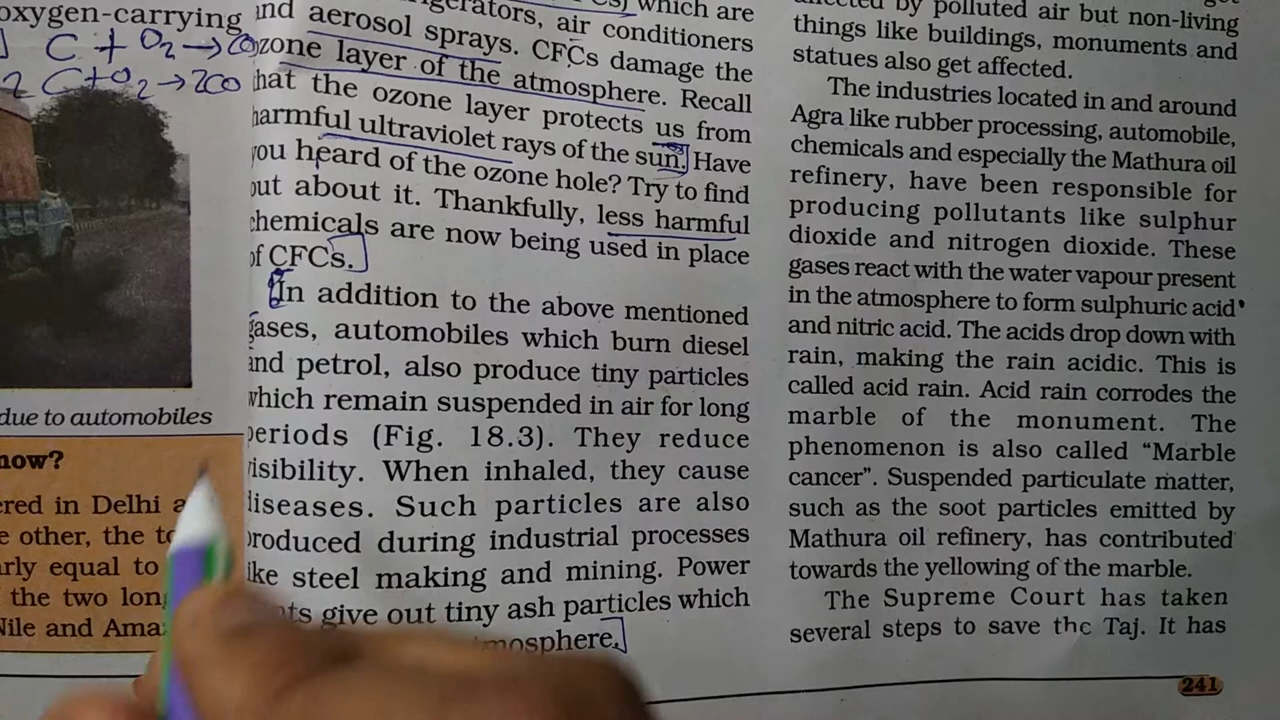 oxygen-carrying
C + O2 → CO
2 C + O2 → 2CO
due to automobiles
now?
ered in Delhi a
e other, the to
arly equal to
the two long
Nile and Ama
which are
and aerosol sprays. CFCs damage the
air conditioners
ozone layer of the atmosphere. Recall
that the ozone layer protects us from
harmful ultraviolet rays of the sun. Have
you heard of the ozone hole? Try to find
out about it. Thankfully, less harmful
chemicals are now being used in place
of CFCs.
In addition to the above mentioned
gases, automobiles which burn diesel
and petrol, also produce tiny particles
which remain suspended in air for long
periods (Fig. 18.3). They reduce
visibility. When inhaled, they cause
diseases. Such particles are also
produced during industrial processes
like steel making and mining. Power
nts give out tiny ash particles which
mosphere.
by polluted air but non-living
things like buildings, monuments and
statues also get affected.
The industries located in and around
Agra like rubber processing, automobile,
chemicals and especially the Mathura oil
refinery, have been responsible for
producing pollutants like sulphur
dioxide and nitrogen dioxide. These
gases react with the water vapour present
in the atmosphere to form sulphuric acid
and nitric acid. The acids drop down with
rain, making the rain acidic. This is
called acid rain. Acid rain corrodes the
marble of the monument. The
phenomenon is also called “Marble
cancer”. Suspended particulate matter,
such as the soot particles emitted by
Mathura oil refinery, has contributed
towards the yellowing of the marble.
The Supreme Court has taken
several steps to save the Taj. It has
241